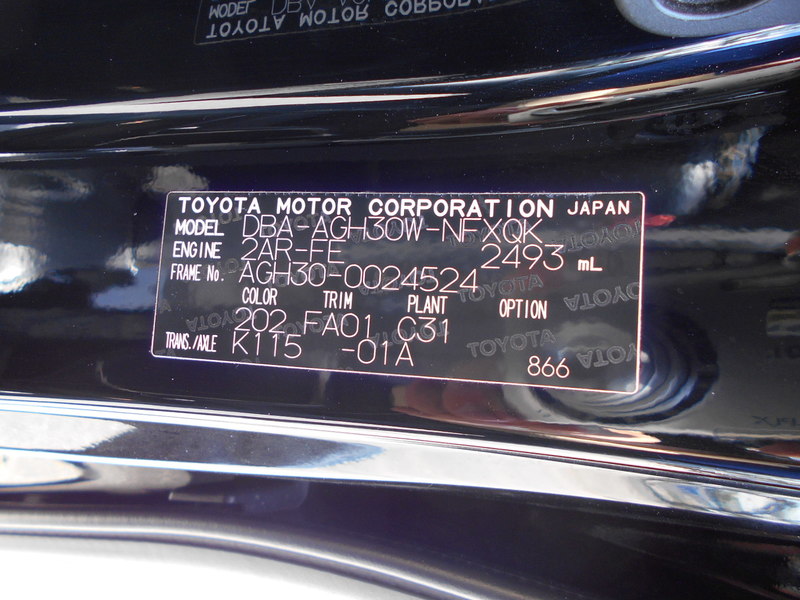 TOYOTA MOTOR CORPORATION JAPAN
MODEL DBA-AGH30W-NFXQK
ENGINE 2AR-FE 2493 mL
FRAME No. AGH30-0024524
COLOR TRIM PLANT OPTION
202 FA01 C31
TRANS./AXLE K115 -01A
866